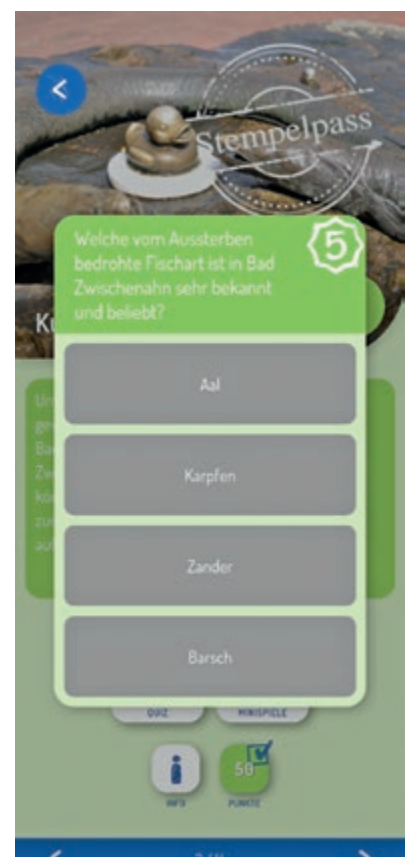 Stempelpass
Welche vom Aussterben
bedrohte Fischart ist in Bad
Zwischenahn sehr bekannt
und beliebt?
5
Ku
Aal
Karpfen
Zander
Barsch
QUIZ
MINISPIELE
50
INFO
PUNKTE